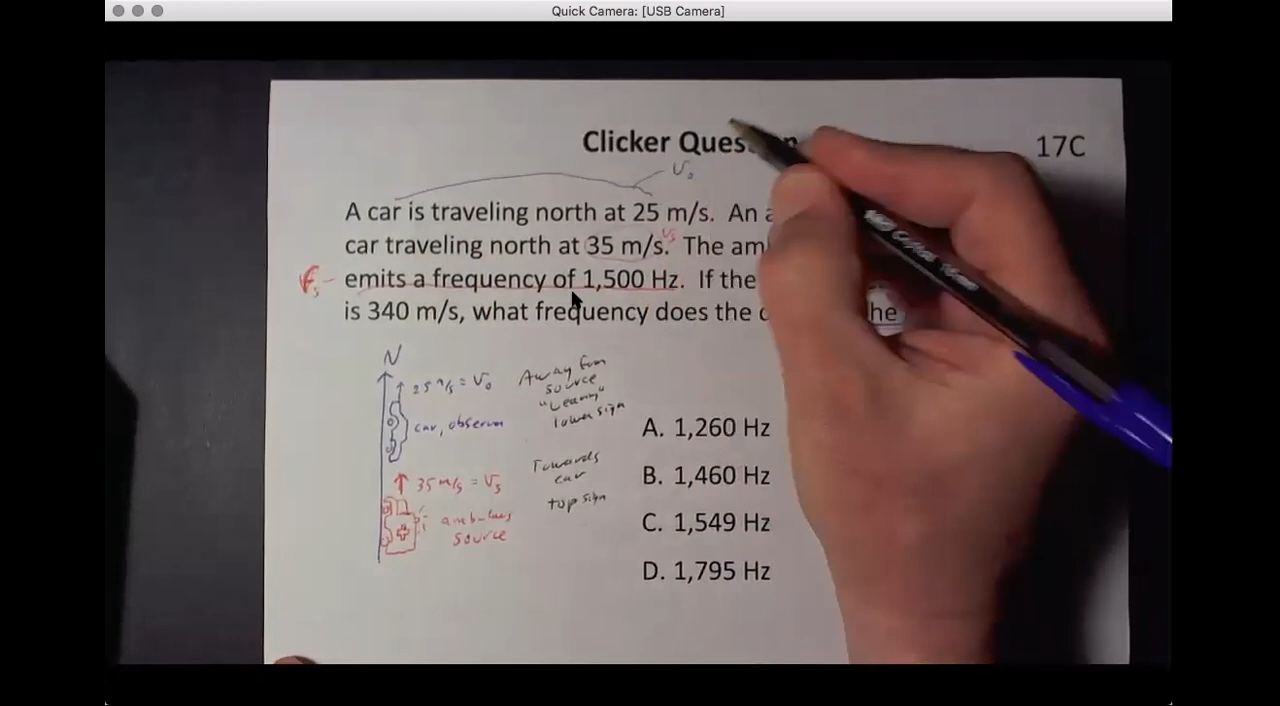 Quick Camera: [USB Camera]
Clicker Ques
17C
V₀
A car is traveling north at 25 m/s. An a
car traveling north at 35 m/s. The am
Vs
Fs
emits a frequency of 1,500 Hz. If the
is 340 m/s, what frequency does the he
N
25 m/s = V₀
car, observer
35 m/s = Vs
source
Away from
source
"Leaving"
lower sign
Towards
car
top sign
A. 1,260 Hz
B. 1,460 Hz
C. 1,549 Hz
D. 1,795 Hz